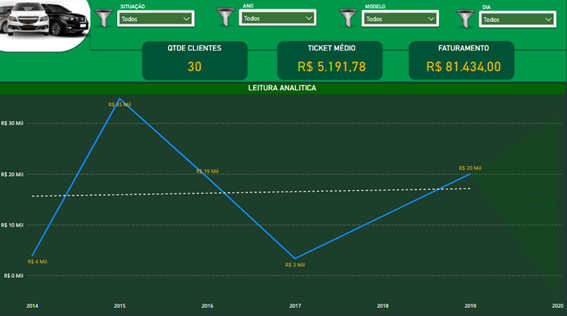 SITUAÇÃO
ANO
MODELO
DIA
Todos
Todos
Todos
Todos
QTDE CLIENTES
TICKET MÉDIO
FATURAMENTO
30
R$ 5.191,78
R$ 81.434,00
LEITURA ANALITICA
R$ 30 Mil
R$ 20 Mil
R$ 10 Mil
R$ 0 Mil
R$ 4 Mil
R$ 35 Mil
R$ 19 Mil
R$ 3 Mil
R$ 20 Mil
2014
2015
2016
2017
2018
2019
2020